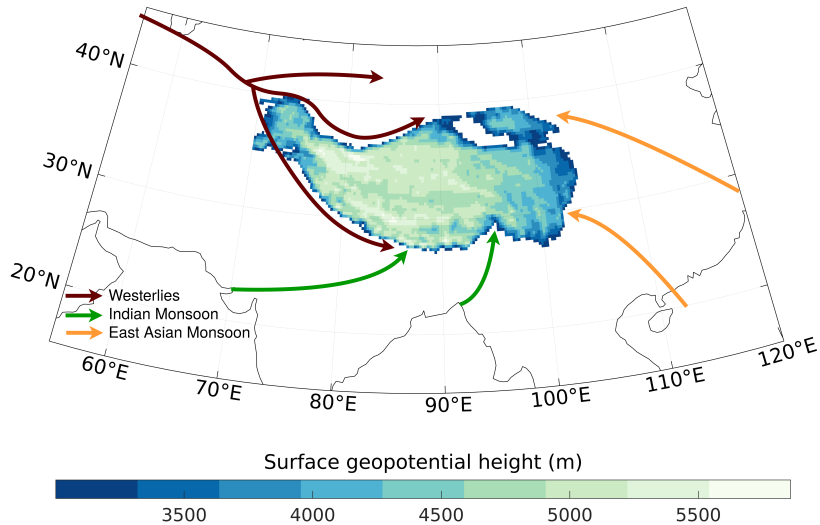 40°N
30°N
20°N
Westerlies
Indian Monsoon
East Asian Monsoon
60°E
70°E
80°E
90°E
100°E
110°E
120°E
Surface geopotential height (m)
3500 4000 4500 5000 5500